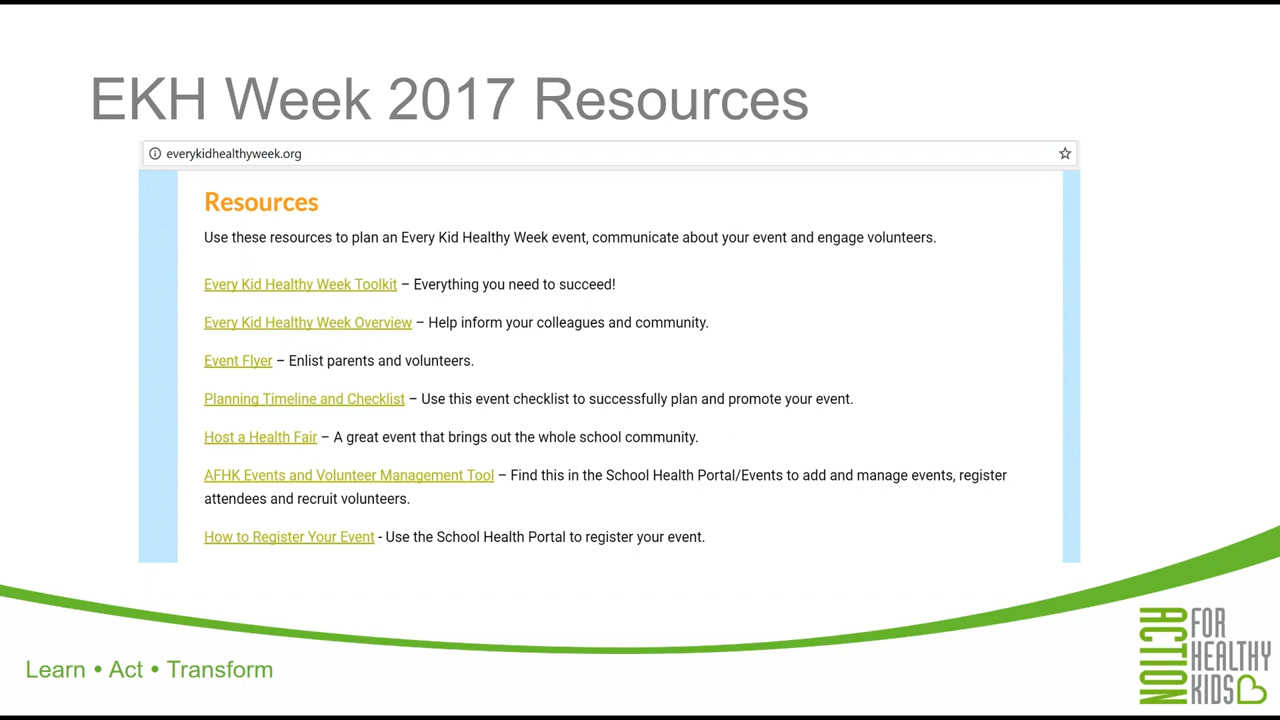 EKH Week 2017 Resources
everykidhealthyweek.org
Resources
Use these resources to plan an Every Kid Healthy Week event, communicate about your event and engage volunteers.
Every Kid Healthy Week Toolkit – Everything you need to succeed!
Every Kid Healthy Week Overview – Help inform your colleagues and community.
Event Flyer – Enlist parents and volunteers.
Planning Timeline and Checklist – Use this event checklist to successfully plan and promote your event.
Host a Health Fair – A great event that brings out the whole school community.
AFHK Events and Volunteer Management Tool – Find this in the School Health Portal/Events to add and manage events, register
attendees and recruit volunteers.
How to Register Your Event - Use the School Health Portal to register your event.
Learn • Act • Transform
ACTION
FOR
HEALTHY
KIDS